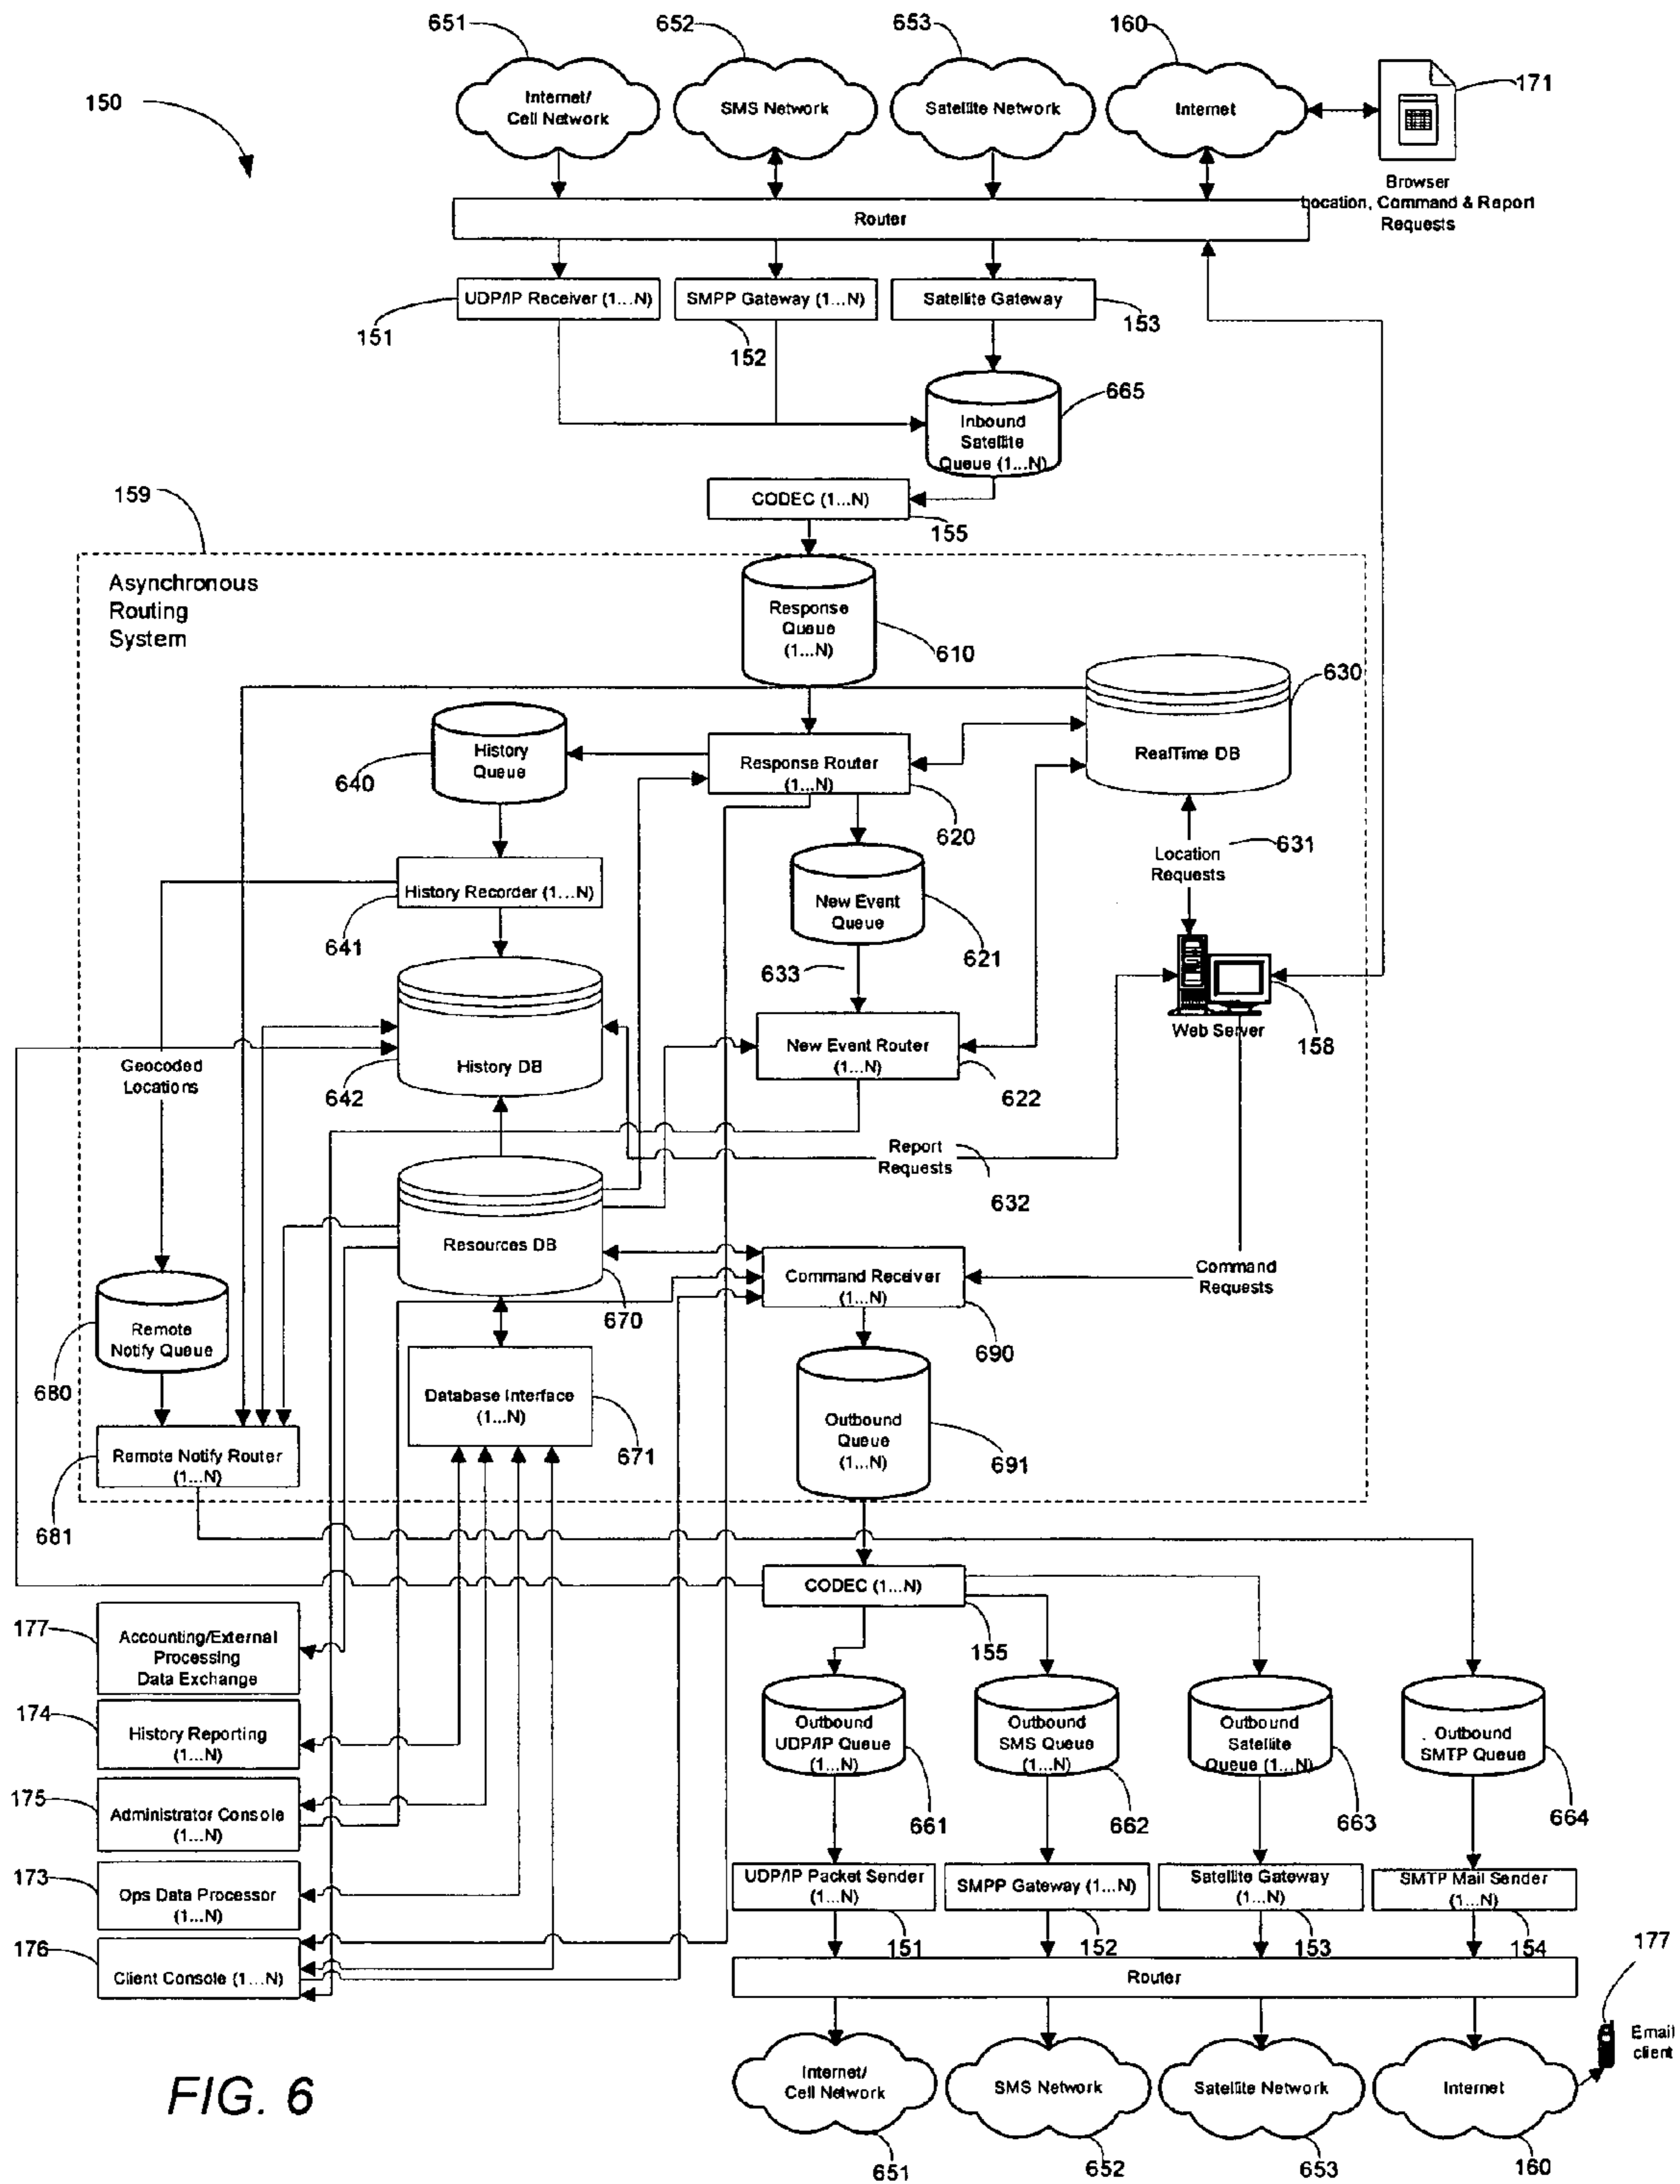 651
652
653
160
171
150
Internet/
Cell Network
SMS Network
Satellite Network
Internet
Browser
Location, Command & Report
Requests
Router
UDP/IP Receiver (1...N)
SMPP Gateway (1...N)
Satellite Gateway
151
152
153
665
Inbound
Satellite
Queue (1...N)
159
CODEC (1...N)
155
Asynchronous
Routing
System
Response
Queue
(1...N)
610
630
History
Queue
640
Response Router
(1...N)
RealTime DB
620
631
Location
Requests
History Recorder (1...N)
New Event
Queue
641
621
633
Web Server
158
Geocoded
Locations
History DB
642
New Event Router
(1...N)
622
Report
Requests
632
Resources DB
670
Command Receiver
(1...N)
Command
Requests
690
Remote
Notify Queue
680
Database Interface
(1...N)
671
Outbound
Queue
(1...N)
691
Remote Notify Router
(1...N)
681
CODEC (1...N)
155
177
Accounting/External
Processing
Data Exchange
174
History Reporting
(1...N)
175
Administrator Console
(1...N)
173
Ops Data Processor
(1...N)
176
Client Console (1...N)
Outbound
UDP/IP Queue
(1...N)
Outbound
SMS Queue
(1...N)
Outbound
Satellite
Queue (1...N)
. Outbound
SMTP Queue
661
662
663
664
UDP/IP Packet Sender
(1...N)
SMPP Gateway (1...N)
Satellite Gateway
(1...N)
SMTP Mail Sender
(1...N)
151
152
153
154
177
Router
Email
client
Internet/
Cell Network
SMS Network
Satellite Network
Internet
651
652
653
160
FIG. 6